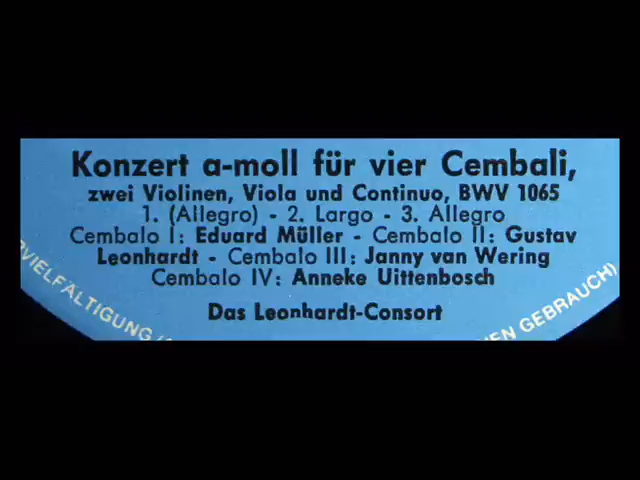 Konzert a-moll für vier Cembali,
zwei Violinen, Viola und Continuo, BWV 1065
1. (Allegro) - 2. Largo - 3. Allegro
Cembalo I: Eduard Müller - Cembalo II: Gustav
Leonhardt - Cembalo III: Janny van Wering
Cembalo IV: Anneke Uittenbosch
Das Leonhardt-Consort
RVIELFÄLTIGUNG
EN GEBRAUCH)